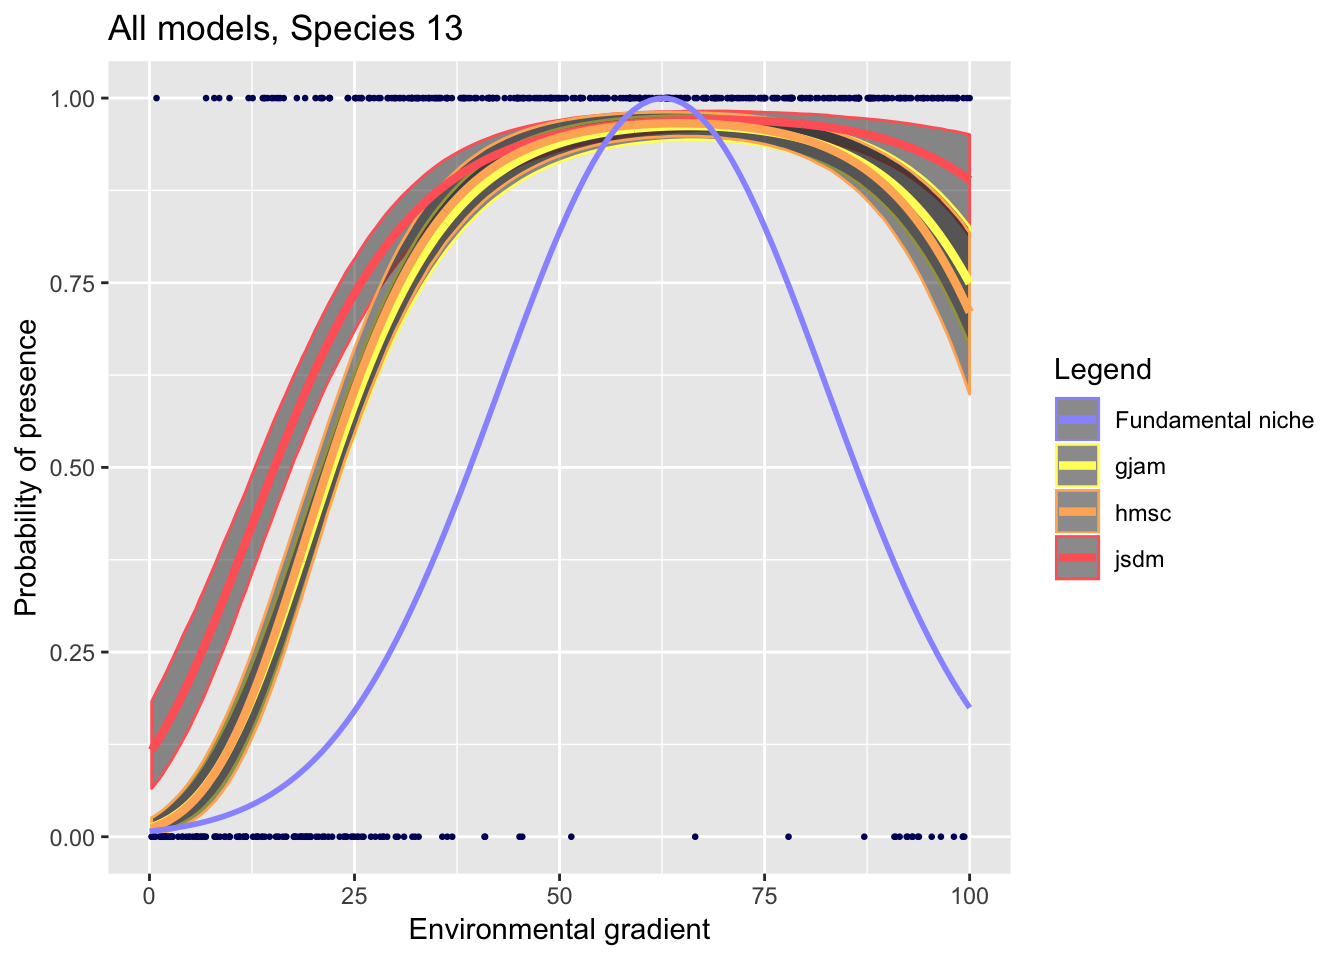 All models, Species 13
1.00
0.75
0.50
0.25
0.00
Probability of presence
0
25
50
75
100
Environmental gradient
Legend
Fundamental niche
gjam
hmsc
jsdm